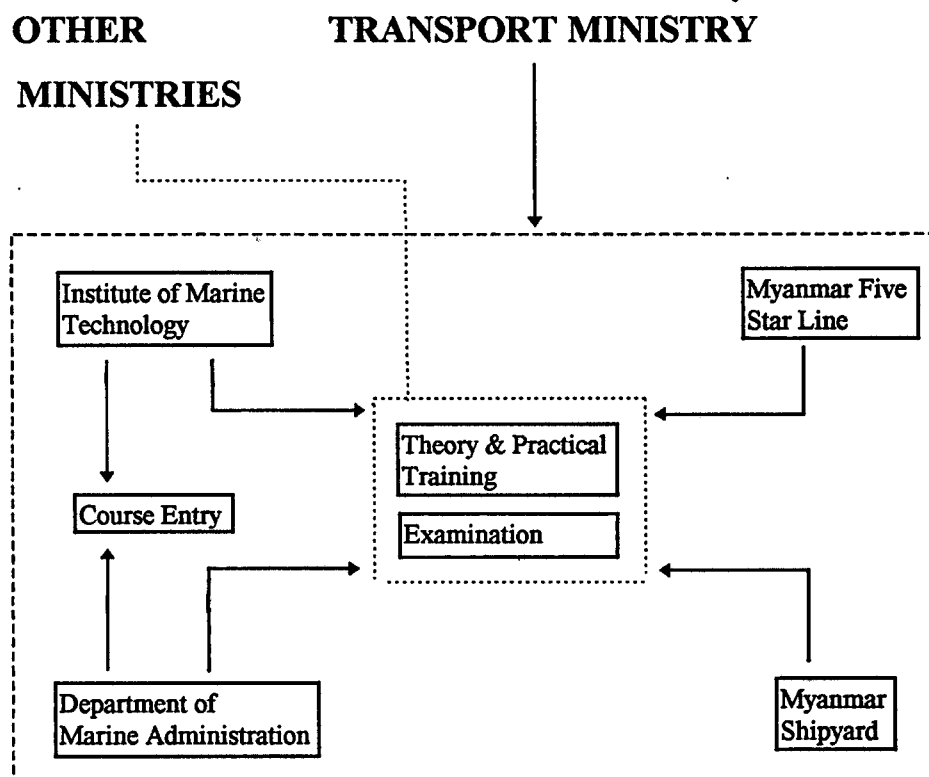 OTHER TRANSPORT MINISTRY
MINISTRIES
Institute of Marine
Technology
Myanmar Five
Star Line
Theory & Practical
Training
Course Entry
Examination
Department of
Marine Administration
Myanmar
Shipyard